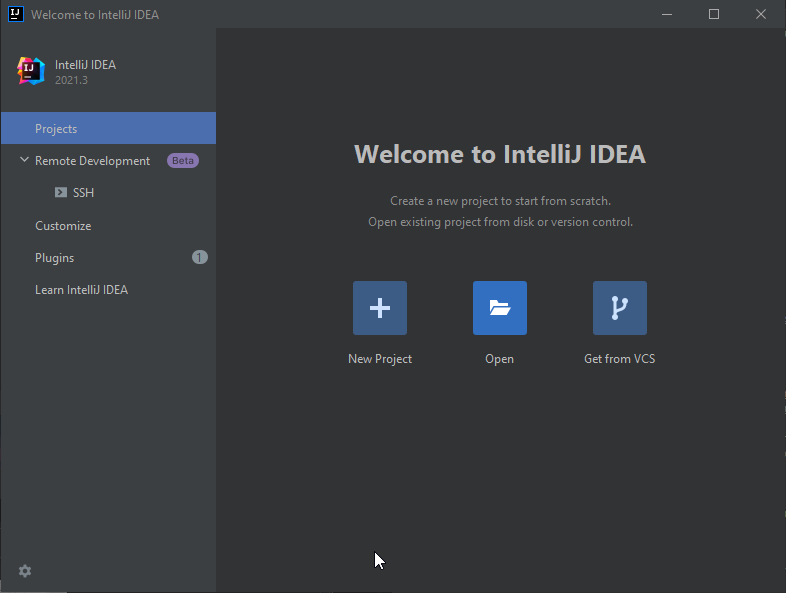 IJ Welcome to IntelliJ IDEA
IJ IntelliJ IDEA
2021.3
Projects
Remote Development Beta
SSH
Customize
Plugins 1
Learn IntelliJ IDEA
Welcome to IntelliJ IDEA
Create a new project to start from scratch.
Open existing project from disk or version control.
New Project
Open
Get from VCS